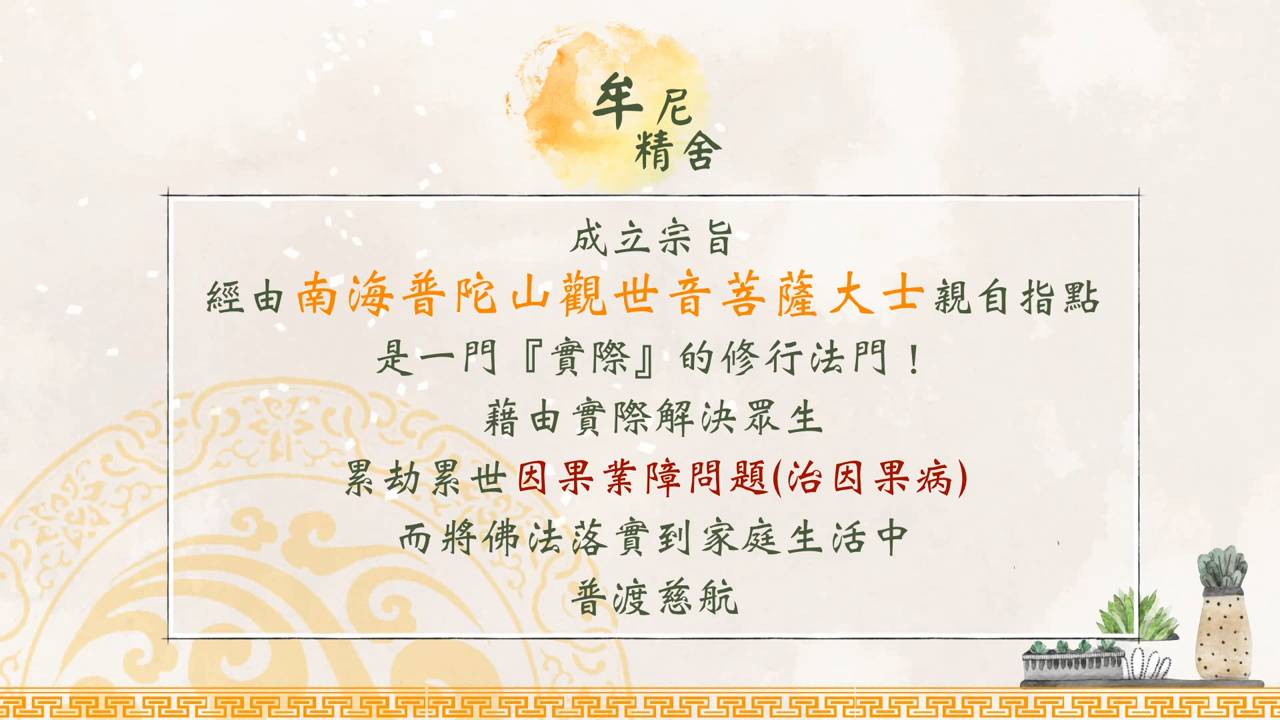 牟尼
精舍
成立宗旨
經由南海普陀山觀世音菩薩大士親自指點
是一門『實際』的修行法門！
藉由實際解決眾生
累劫累世因果業障問題(治因果病)
而將佛法落實到家庭生活中
普渡慈航